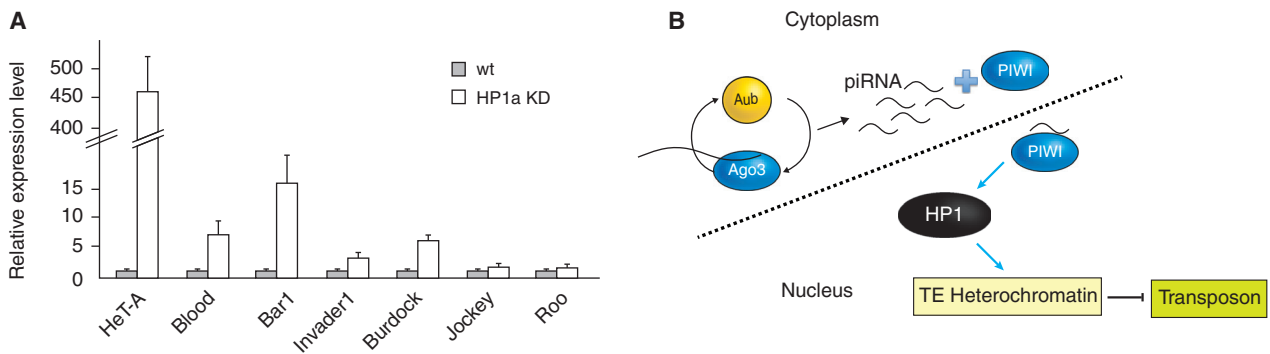 A
Relative expression level
500
450
400
15
10
5
0
wt
HP1a KD
HeT-A
Blood
Bar1
Invader1
Burdock
Jockey
Roo
B
Cytoplasm
piRNA
PIWI
Aub
Ago3
PIWI
HP1
Nucleus
TE Heterochromatin
Transposon